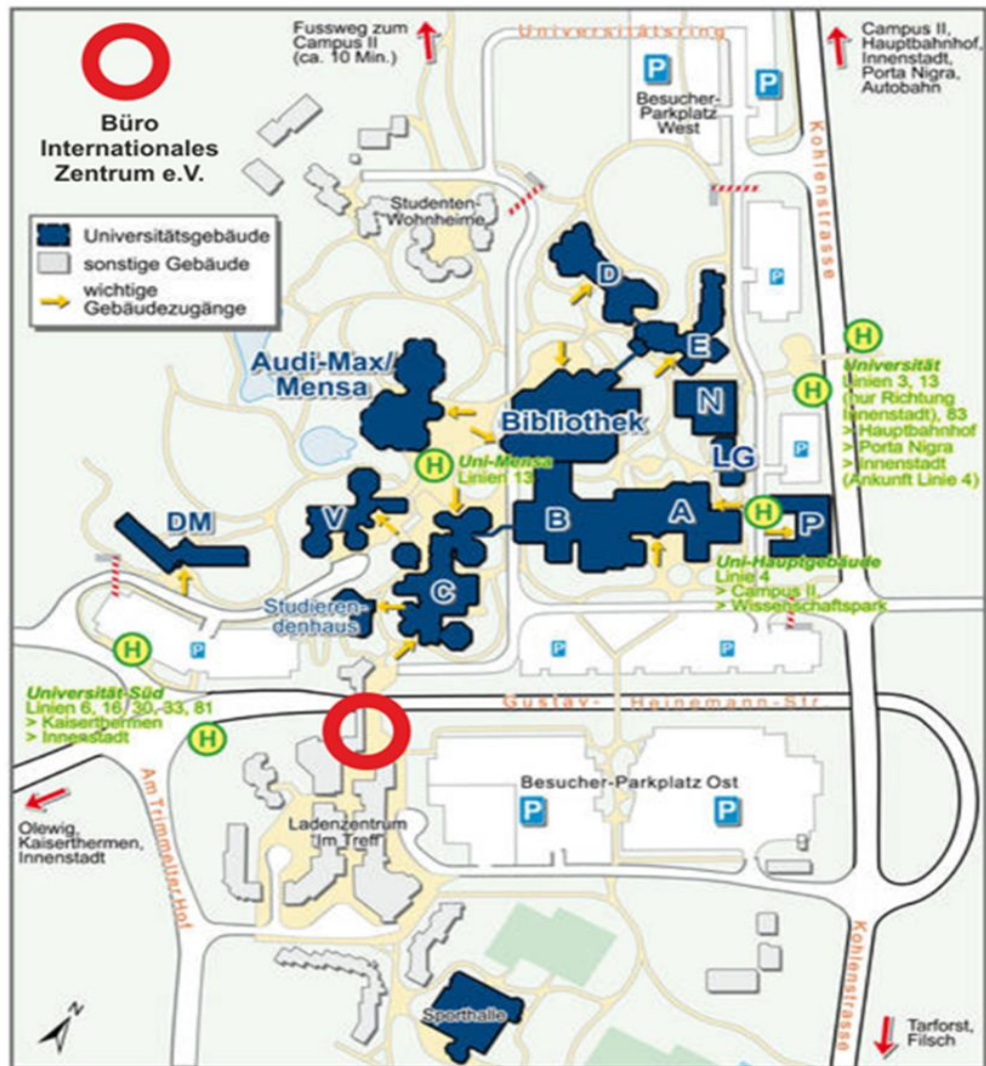 Büro
Internationales
Zentrum e.V.
Universitätsgebäude
sonstige Gebäude
wichtige
Gebäudezugänge
Fussweg zum
Campus II
(ca. 10 Min.)
Universitätsring
P
P
Besucher-
Parkplatz
West
Campus II,
Hauptbahnhof,
Innenstadt,
Porta Nigra,
Autobahn
Kohlenstrasse
Studenten-
Wohnheime
D
P
E
Audi-Max/
Mensa
N
Bibliothek
LG
P
H
Universität
Linien 3, 13
(nur Richtung
Innenstadt), 83
> Hauptbahnhof
> Porta Nigra
> Innenstadt
(Ankunft Linie 4)
H
H
Uni-Mensa
Linien 13
DM
V
B
A
H
P
Uni-Hauptgebäude
Linie 4
> Campus II,
> Wissenschaftspark
C
Studieren-
denhaus
H
P
P
P
Universität-Süd
Linien 6, 16, 30, 33, 81
> Kaiserthermen
> Innenstadt
H
Gustav- Heinemann-Str
Besucher-Parkplatz Ost
P
P
Olewig,
Kaiserthermen,
Innenstadt
Am Trimmelter Hof
Ladenzentrum
"Im Treff"
Kohlenstrasse
Sporthalle
N
Tarforst,
Filsch